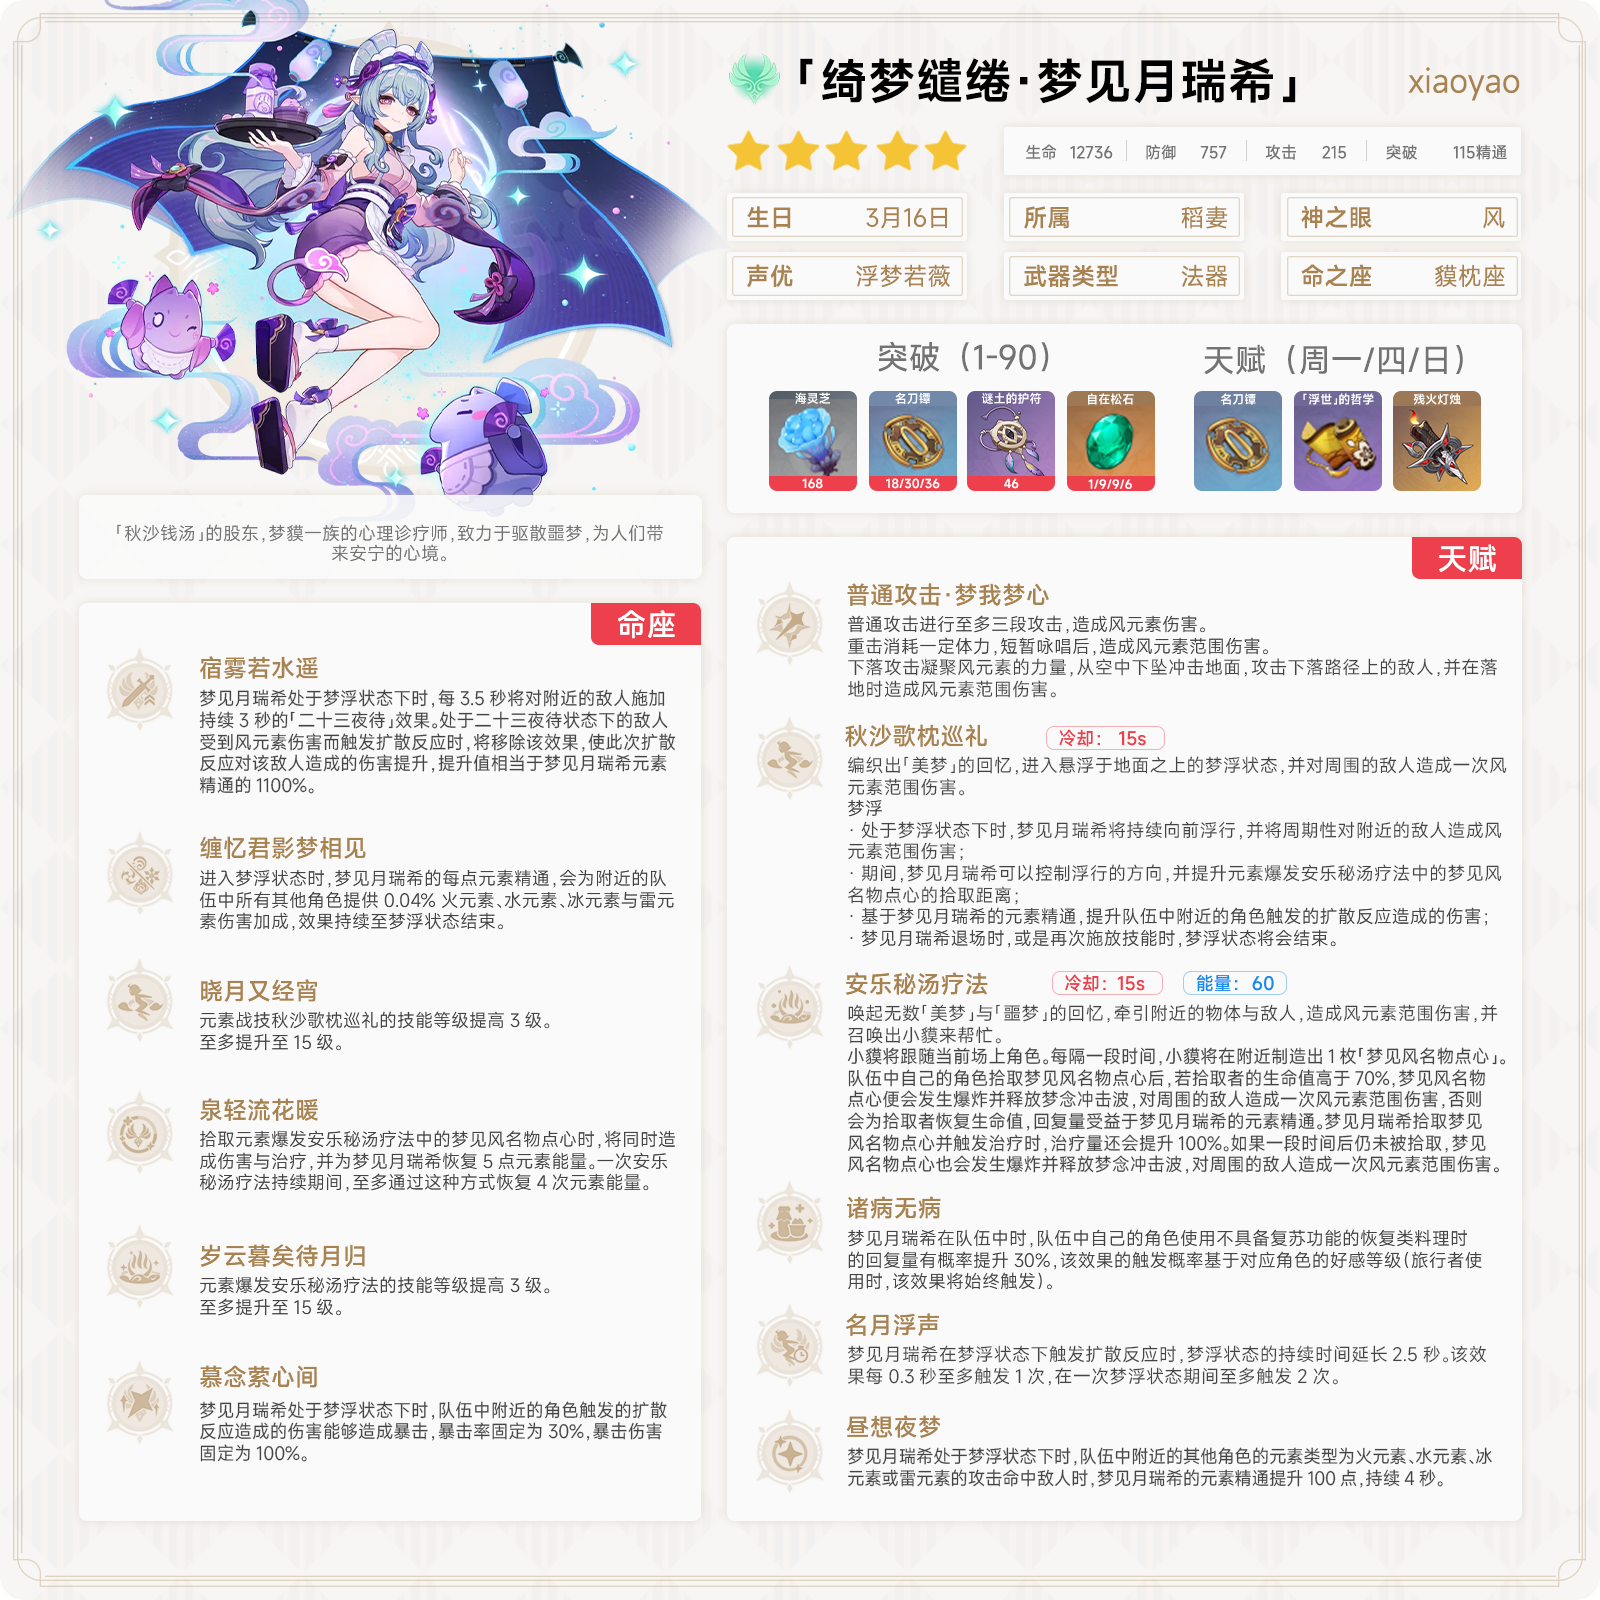 「绮梦缱绻·梦见月瑞希」
xiaoyao
生命 12736 防御 757 攻击 215 突破 115精通
生日 3月16日
所属 稻妻
神之眼 风
声优 浮梦若薇
武器类型 法器
命之座 貘枕座
突破（1-90）
天赋（周一/四/日）
海灵芝
名刀镡
谜土的护符
自在松石
名刀镡
「浮世」的哲学
残火灯烛
168
18/30/36
46
1/9/9/6
「秋沙钱汤」的股东,梦貘一族的心理诊疗师,致力于驱散噩梦,为人们带
来安宁的心境。
命座
宿雾若水遥
梦见月瑞希处于梦浮状态下时,每 3.5 秒将对附近的敌人施加
持续 3 秒的「二十三夜待」效果。处于二十三夜待状态下的敌人
受到风元素伤害而触发扩散反应时,将移除该效果,使此次扩散
反应对该敌人造成的伤害提升,提升值相当于梦见月瑞希元素
精通的 1100%。
缠忆君影梦相见
进入梦浮状态时,梦见月瑞希的每点元素精通,会为附近的队
伍中所有其他角色提供 0.04% 火元素、水元素、冰元素与雷元
素伤害加成,效果持续至梦浮状态结束。
晓月又经宵
元素战技秋沙歌枕巡礼的技能等级提高 3 级。
至多提升至 15 级。
泉轻流花暖
拾取元素爆发安乐秘汤疗法中的梦见风名物点心时,将同时造
成伤害与治疗,并为梦见月瑞希恢复 5 点元素能量。一次安乐
秘汤疗法持续期间,至多通过这种方式恢复 4 次元素能量。
岁云暮矣待月归
元素爆发安乐秘汤疗法的技能等级提高 3 级。
至多提升至 15 级。
慕念萦心间
梦见月瑞希处于梦浮状态下时,队伍中附近的角色触发的扩散
反应造成的伤害能够造成暴击,暴击率固定为 30%,暴击伤害
固定为 100%。
天赋
普通攻击·梦我梦心
普通攻击进行至多三段攻击,造成风元素伤害。
重击消耗一定体力,短暂咏唱后,造成风元素范围伤害。
下落攻击凝聚风元素的力量,从空中下坠冲击地面,攻击下落路径上的敌人,并在落
地时造成风元素范围伤害。
秋沙歌枕巡礼 冷却： 15s
编织出「美梦」的回忆,进入悬浮于地面之上的梦浮状态,并对周围的敌人造成一次风
元素范围伤害。
梦浮
· 处于梦浮状态下时,梦见月瑞希将持续向前浮行,并将周期性对附近的敌人造成风
元素范围伤害;
· 期间,梦见月瑞希可以控制浮行的方向,并提升元素爆发安乐秘汤疗法中的梦见风
名物点心的拾取距离;
· 基于梦见月瑞希的元素精通,提升队伍中附近的角色触发的扩散反应造成的伤害;
· 梦见月瑞希退场时,或是再次施放技能时,梦浮状态将会结束。
安乐秘汤疗法 冷却：15s 能量：60
唤起无数「美梦」与「噩梦」的回忆,牵引附近的物体与敌人,造成风元素范围伤害,并
召唤出小貘来帮忙。
小貘将跟随当前场上角色。每隔一段时间,小貘将在附近制造出 1 枚「梦见风名物点心」。
队伍中自己的角色拾取梦见风名物点心后,若拾取者的生命值高于 70%,梦见风名物
点心便会发生爆炸并释放梦念冲击波,对周围的敌人造成一次风元素范围伤害,否则
会为拾取者恢复生命值,回复量受益于梦见月瑞希的元素精通。梦见月瑞希拾取梦见
风名物点心并触发治疗时,治疗量还会提升 100%。如果一段时间后仍未被拾取,梦见
风名物点心也会发生爆炸并释放梦念冲击波,对周围的敌人造成一次风元素范围伤害。
诸病无病
梦见月瑞希在队伍中时,队伍中自己的角色使用不具备复苏功能的恢复类料理时
的回复量有概率提升 30%,该效果的触发概率基于对应角色的好感等级(旅行者使
用时,该效果将始终触发)。
名月浮声
梦见月瑞希在梦浮状态下触发扩散反应时,梦浮状态的持续时间延长 2.5 秒。该效
果每 0.3 秒至多触发 1 次,在一次梦浮状态期间至多触发 2 次。
昼想夜梦
梦见月瑞希处于梦浮状态下时,队伍中附近的其他角色的元素类型为火元素、水元素、冰
元素或雷元素的攻击命中敌人时,梦见月瑞希的元素精通提升 100 点,持续 4 秒。